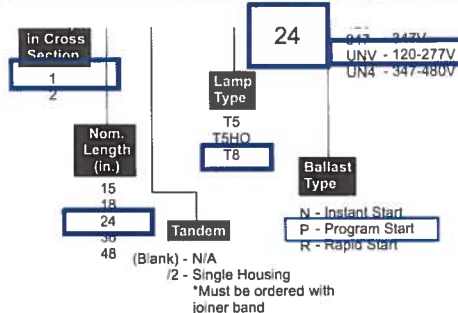 in Cross
Section
1
2
24
347V
UNV - 120-277V
UN4 - 347-480V
Lamp
Type
T5
T5HO
T8
Nom.
Length
(in.)
15
18
24
36
48
Ballast
Type
N - Instant Start
P - Program Start
R - Rapid Start
Tandem
(Blank) - N/A
/2 - Single Housing
*Must be ordered with
joiner band